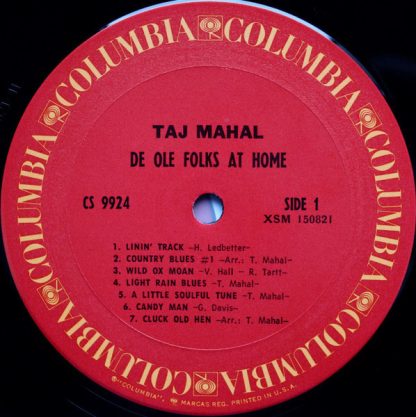 COLUMBIA COLUMBIA COLUMBIA COLUMBIA COLUMBIA COLUMBIA
TAJ MAHAL
DE OLE FOLKS AT HOME
CS 9924
SIDE 1
XSM 150821
1. LININ' TRACK -H. Ledbetter-
2. COUNTRY BLUES #1 -Arr.: T. Mahal-
3. WILD OX MOAN -V. Hall - R. Tartt-
4. LIGHT RAIN BLUES -T. Mahal-
5. A LITTLE SOULFUL TUNE -T. Mahal-
6. CANDY MAN -G. Davis-
7. CLUCK OLD HEN -Arr.: T. Mahal-
℗ "COLUMBIA", MARCAS REG. PRINTED IN U.S.A.